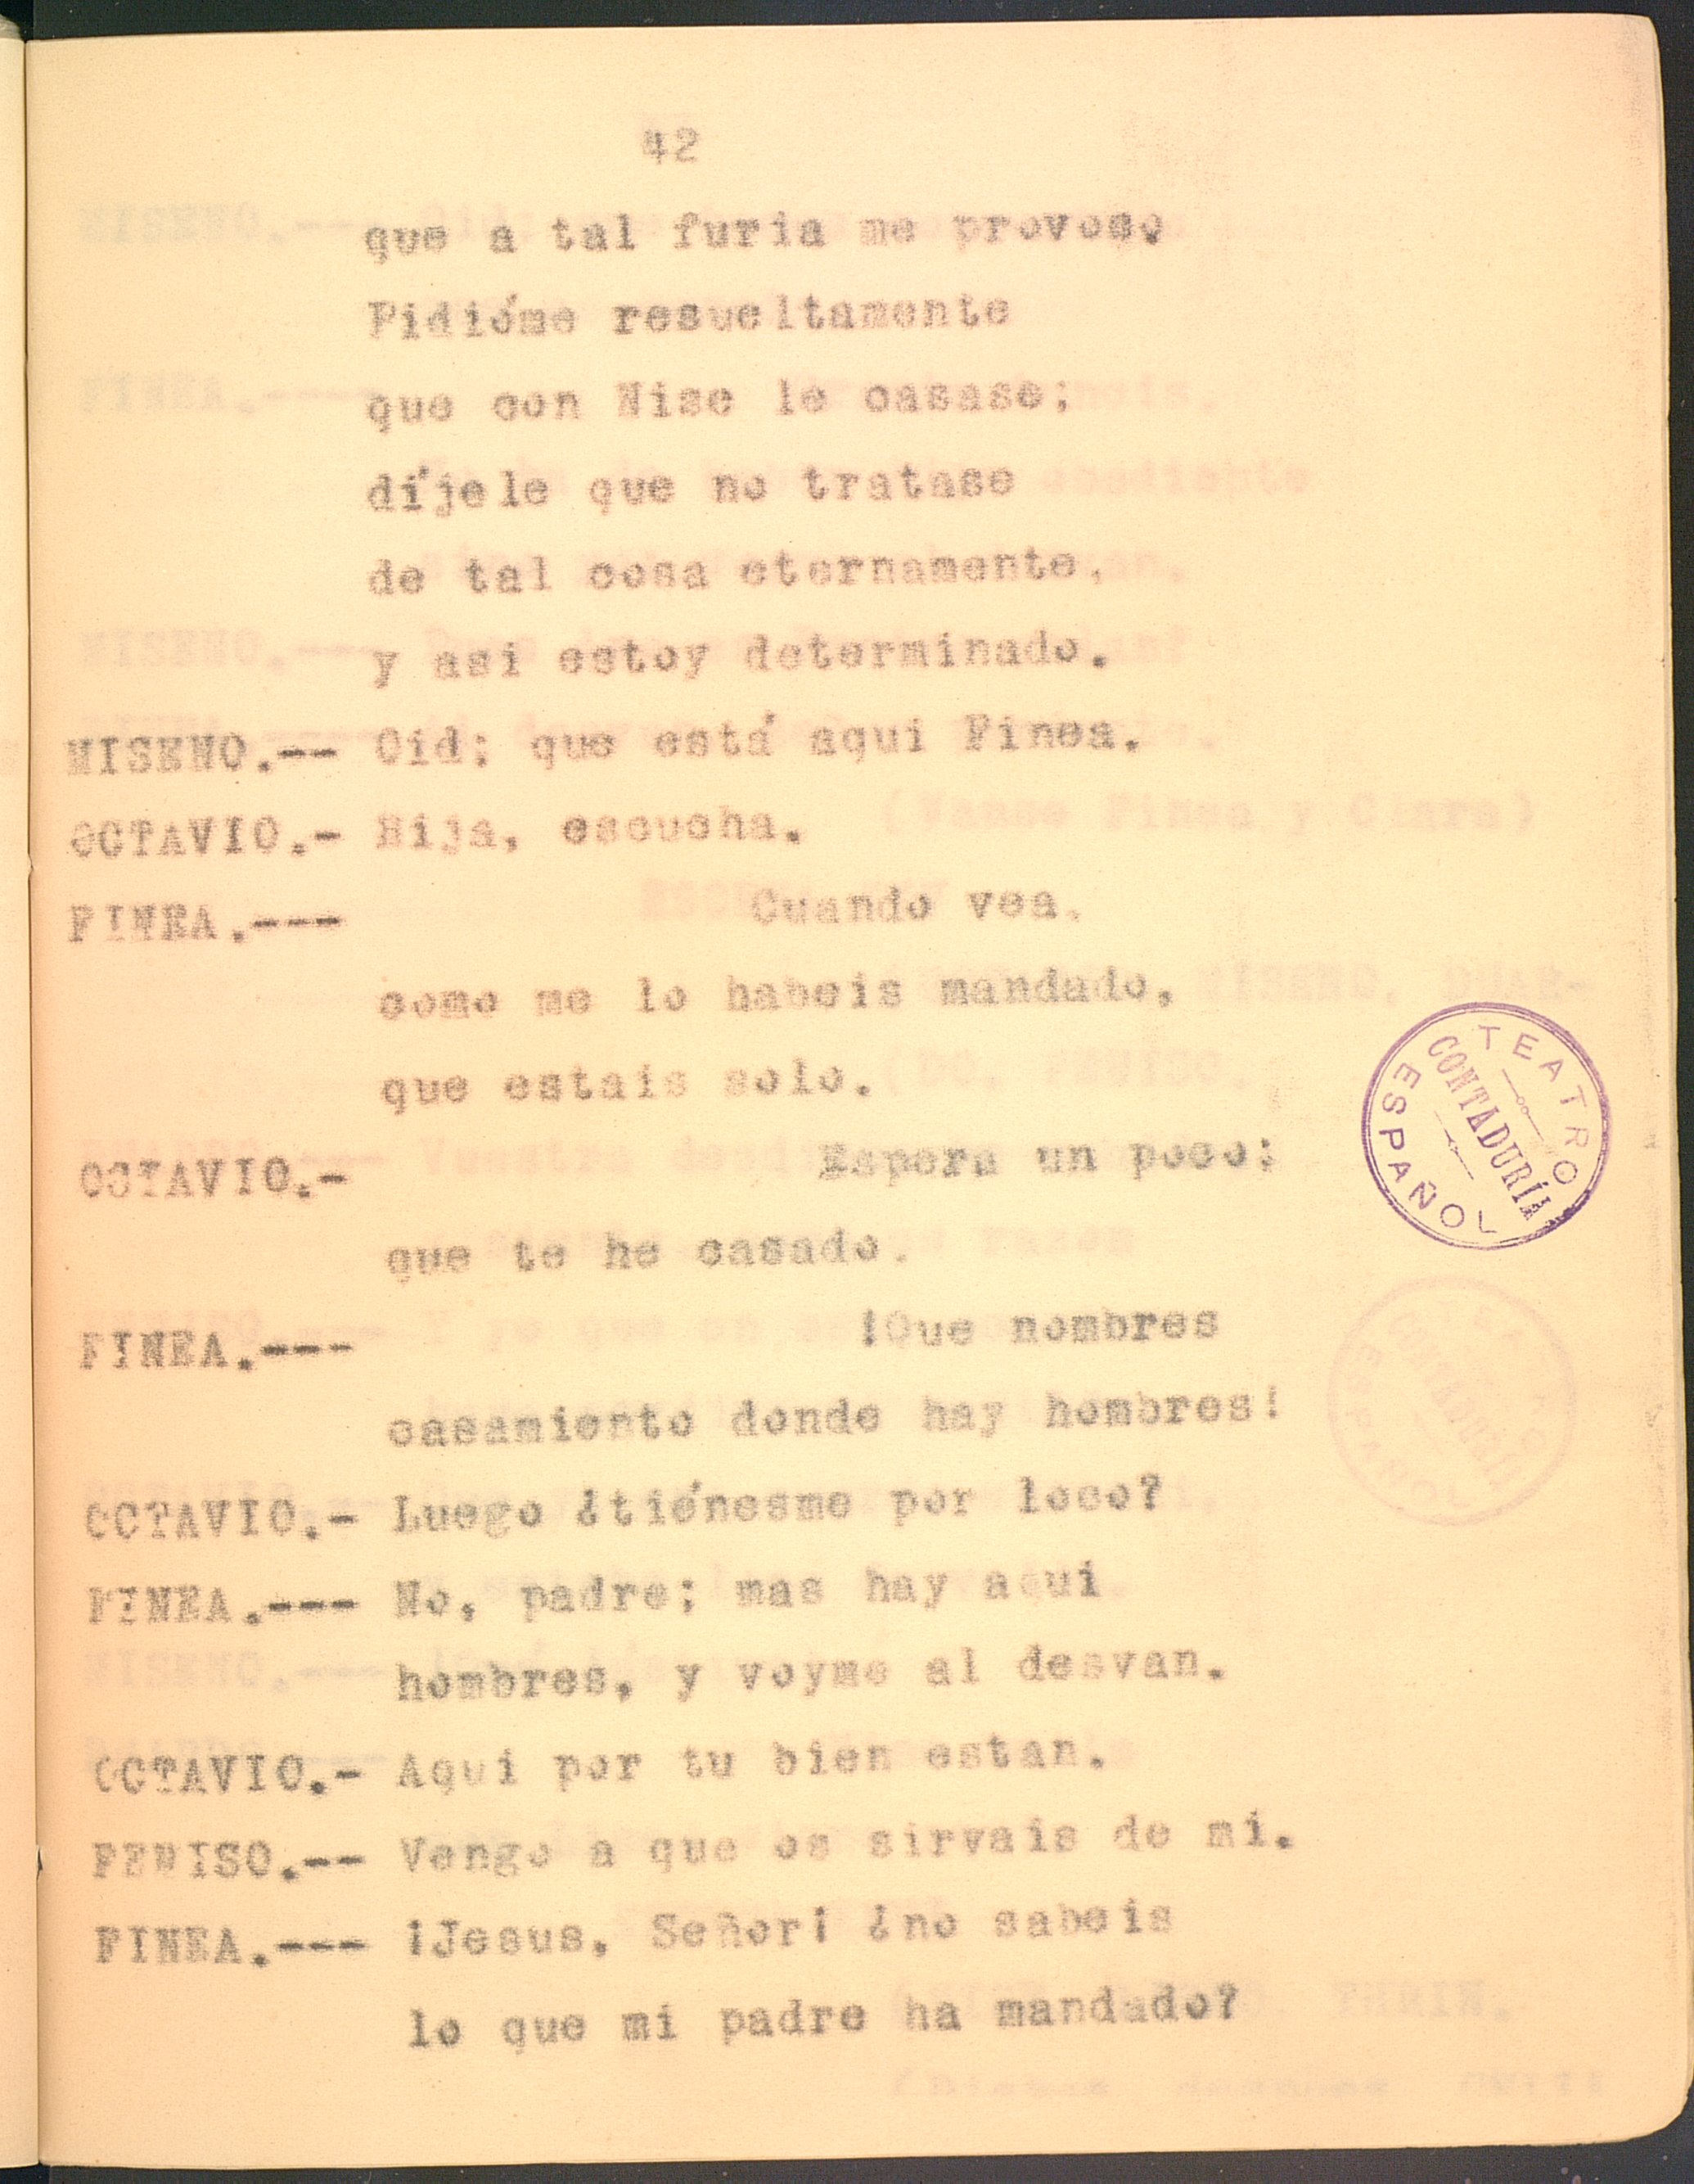 42
que a tal furia me provoso
Pidióme resueltamente
que con Nise le casase;
díjele que no tratase
de tal cosa eternamente,
y asi estoy determinado.
MISENO.-- Oid: que está aqui Finea.
OCTAVIO.- Hija, escucha.
FINEA.--- Cuando vea.
como me lo habeis mandado,
que estais solo.
OCTAVIO.- Espera un poco;
que te he casado.
FINEA.--- !Que nombres
casamiento donde hay hombres!
OCTAVIO.- Luego ¿tiénesme por loco?
FINEA.--- No, padre; mas hay aqui
hombres, y voyme al desvan.
OCTAVIO.- Aqui por tu bien estan.
FENISO.-- Vengo a que os sirvais de mi.
FINEA.--- ¡Jesus, Señor! ¿no sabeis
lo que mi padre ha mandado?
TEATRO ESPAÑOL
CONTADURÍA